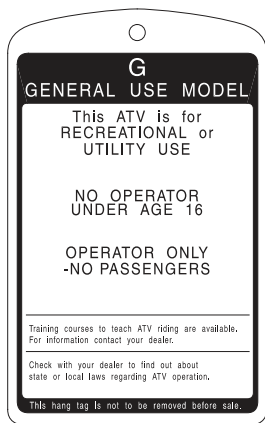 G
GENERAL USE MODEL
This ATV is for
RECREATIONAL or
UTILITY USE
NO OPERATOR
UNDER AGE 16
OPERATOR ONLY
-NO PASSENGERS
Training courses to teach ATV riding are available.
For information contact your dealer.
Check with your dealer to find out about
state or local laws regarding ATV operation.
This hang tag is not to be removed before sale.